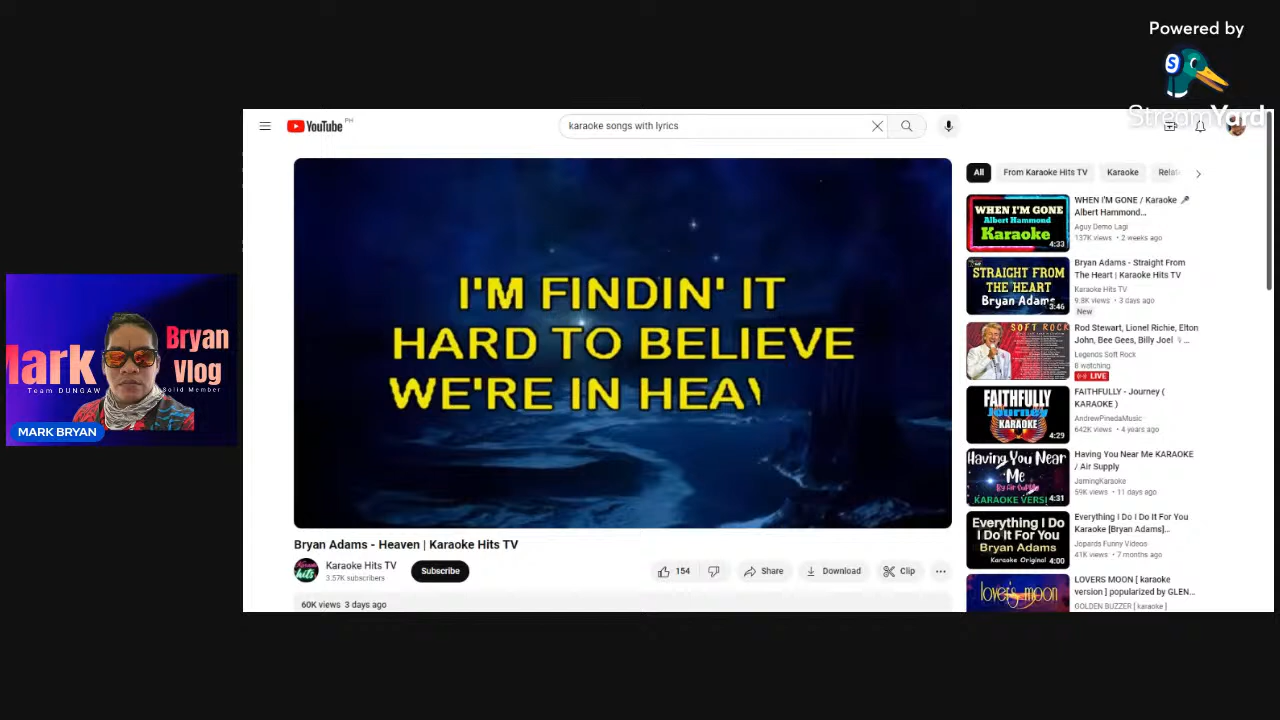 Powered by
StreamYard
YouTube PH
karaoke songs with lyrics
I'M FINDIN' IT
HARD TO BELIEVE
WE'RE IN HEAV
Bryan Adams - Heaven | Karaoke Hits TV
Karaoke Hits TV
3.57K subscribers
Subscribe
154
Share
Download
Clip
60K views 3 days ago
All
From Karaoke Hits TV
Karaoke
Relat
WHEN I'M GONE
Albert Hammond
Karaoke
4:33
WHEN I'M GONE / Karaoke
Albert Hammond...
Aguy Demo Lagi
137K views • 2 weeks ago
STRAIGHT FROM
THE HEART
Bryan Adams
3:46
Bryan Adams - Straight From
The Heart | Karaoke Hits TV
Karaoke Hits TV
9.8K views • 3 days ago
New
SOFT ROCK
Rod Stewart, Lionel Richie, Elton
John, Bee Gees, Billy Joel
Legends Soft Rock
8 watching
LIVE
FAITHFULLY
Journey
KARAOKE
4:29
FAITHFULLY - Journey (
KARAOKE )
AndrewPinedaMusic
642K views • 4 years ago
Having You Near
Me
By Air Supply
KARAOKE VERSI
4:31
Having You Near Me KARAOKE
/ Air Supply
JamingKaraoke
59K views • 11 days ago
Everything I Do
I Do It For You
Bryan Adams
Karaoke Original
4:00
Everything I Do I Do It For You
Karaoke [Bryan Adams]...
Jopards Funny Videos
41K views • 7 months ago
lover's moon
LOVERS MOON [ karaoke
version ] popularized by GLEN...
GOLDEN BUZZER [ karaoke ]
Mark
Bryan
Vlog
Team DUNGAW
Solid Member
MARK BRYAN